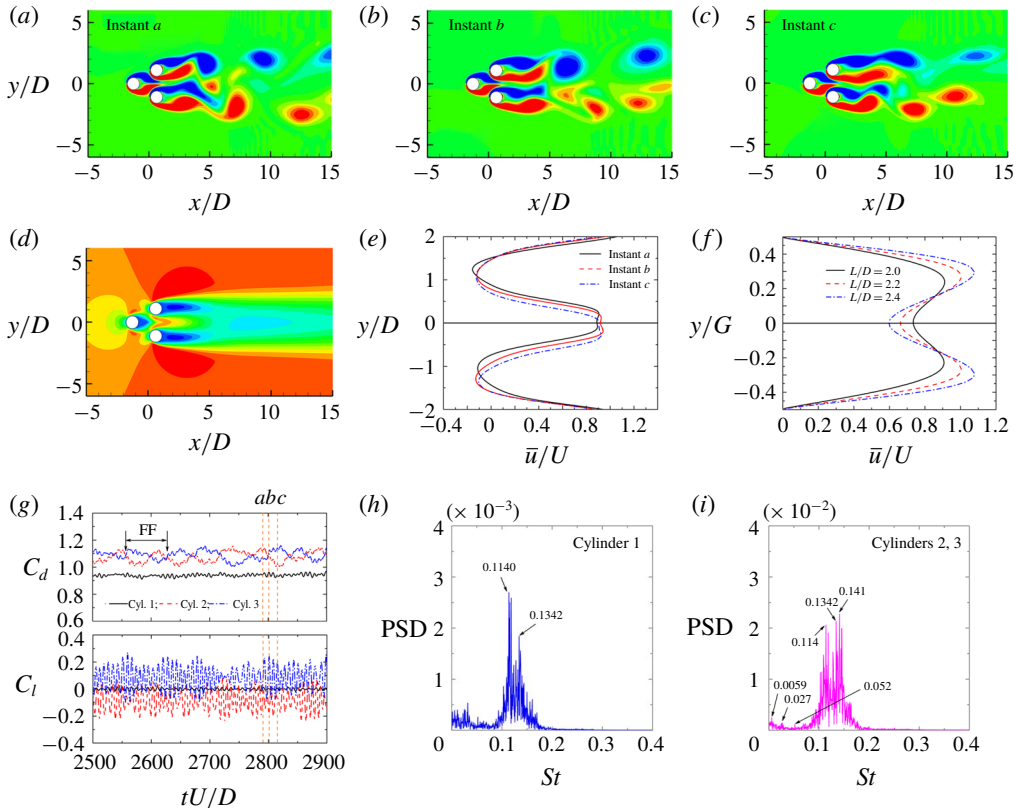 (a) (b) (c)
Instant a
Instant b
Instant c
y/D 5 0 −5
5 0 −5
5 0 −5
−5 0 5 10 15
−5 0 5 10 15
−5 0 5 10 15
x/D
x/D
x/D
(d) (e) (f)
y/D 5 0 −5
−5 0 5 10 15
x/D
y/D 2 1 0 −1 −2
Instant a
Instant b
Instant c
−0.4 0 0.4 0.8 1.2
u̅/U
y/G 0.4 0.2 0 −0.2 −0.4
L/D = 2.0
L/D = 2.2
L/D = 2.4
0 0.2 0.4 0.6 0.8 1.0 1.2
u̅/U
(g) abc
C_d 1.4 1.2 1.0 0.8 0.6
FF
Cyl. 1; Cyl. 2; Cyl. 3
C_l 0.4 0.2 0 −0.2 −0.4
2500 2600 2700 2800 2900
tU/D
(h) (× 10⁻³)
Cylinder 1
PSD 4 3 2 1 0
0.1140
0.1342
0.1 0.2 0.3 0.4
St
(i) (× 10⁻²)
Cylinders 2, 3
PSD 4 3 2 1 0
0.141
0.1342
0.114
0.0059
0.027
0.052
0.1 0.2 0.3 0.4
St